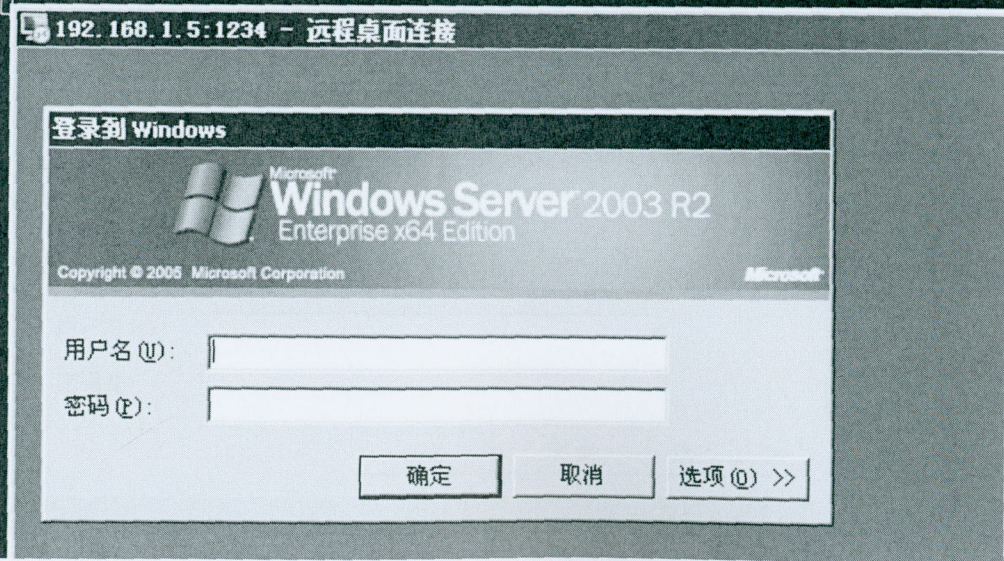 192.168.1.5:1234 - 远程桌面连接
登录到 Windows
Microsoft
Windows Server 2003 R2
Enterprise x64 Edition
Copyright © 2005 Microsoft Corporation
Microsoft
用户名(U):
密码(P):
确定 取消 选项(O) >>